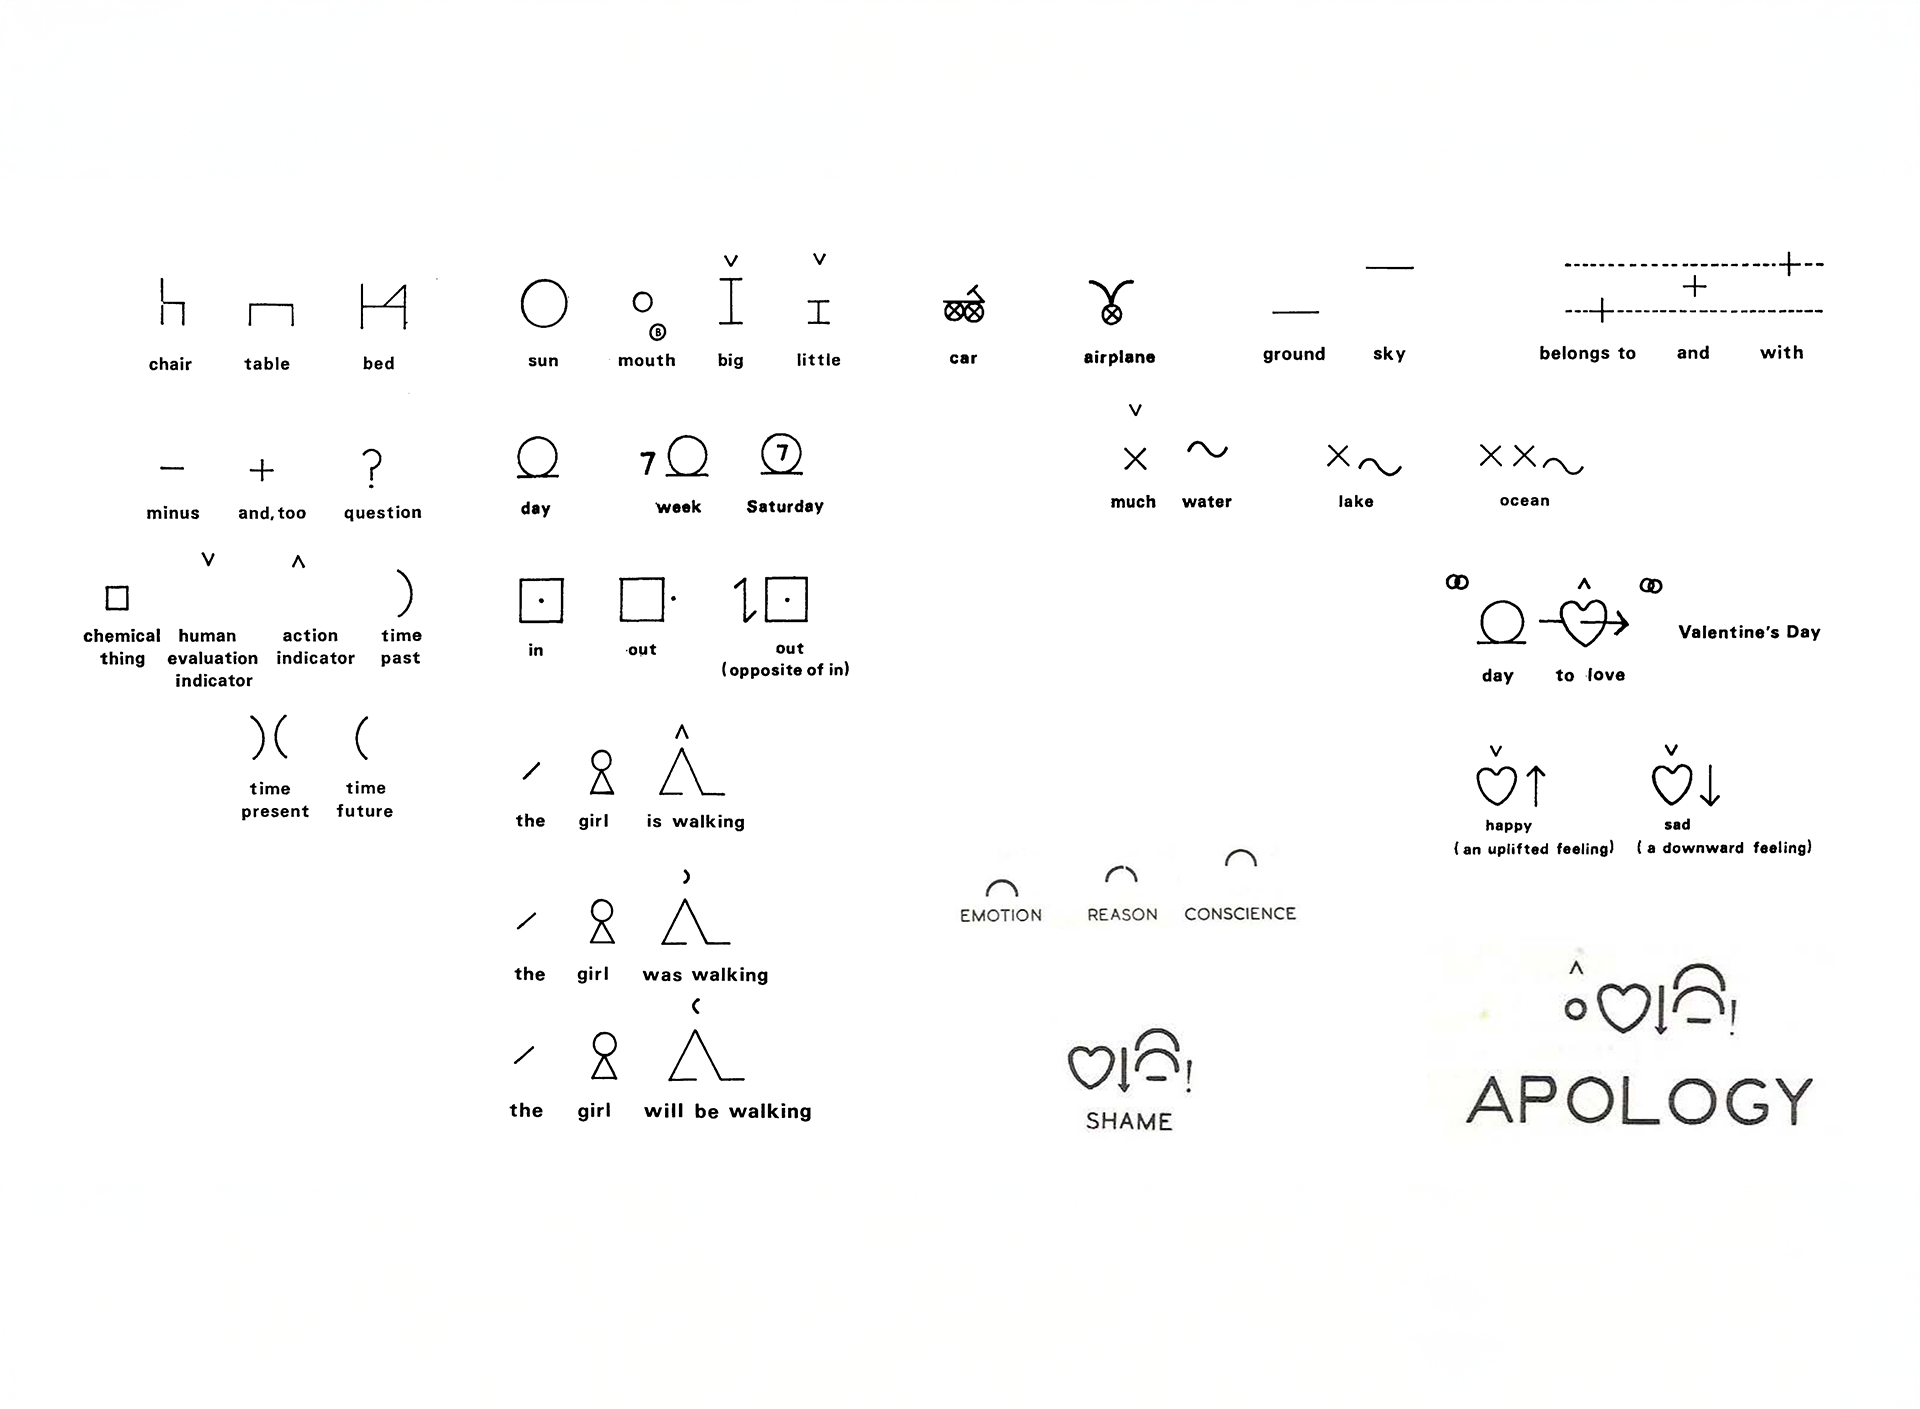 chair table bed
sun mouth big little
B
car airplane ground sky
belongs to and with
minus and, too question
?
day week Saturday
7 7
much water lake ocean
chemical thing
human evaluation indicator
action indicator
time past
in out out
(opposite of in)
day to love
Valentine's Day
time present
time future
the girl is walking
happy
(an uplifted feeling)
sad
(a downward feeling)
EMOTION REASON CONSCIENCE
the girl was walking
the girl will be walking
!
SHAME
!
APOLOGY